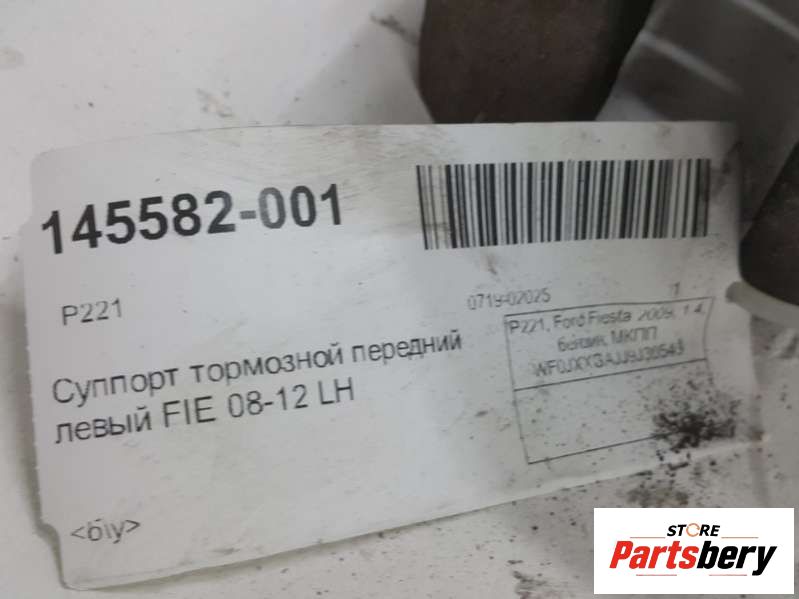 145582-001
P221
0719-02025 1
P221, Ford Fiesta 2009, 1.4,
бензин, МКПП
WF0JXXGAJJ9J30543
Суппорт тормозной передний
левый FIE 08-12 LH
<б/у>
STORE
Partsbery